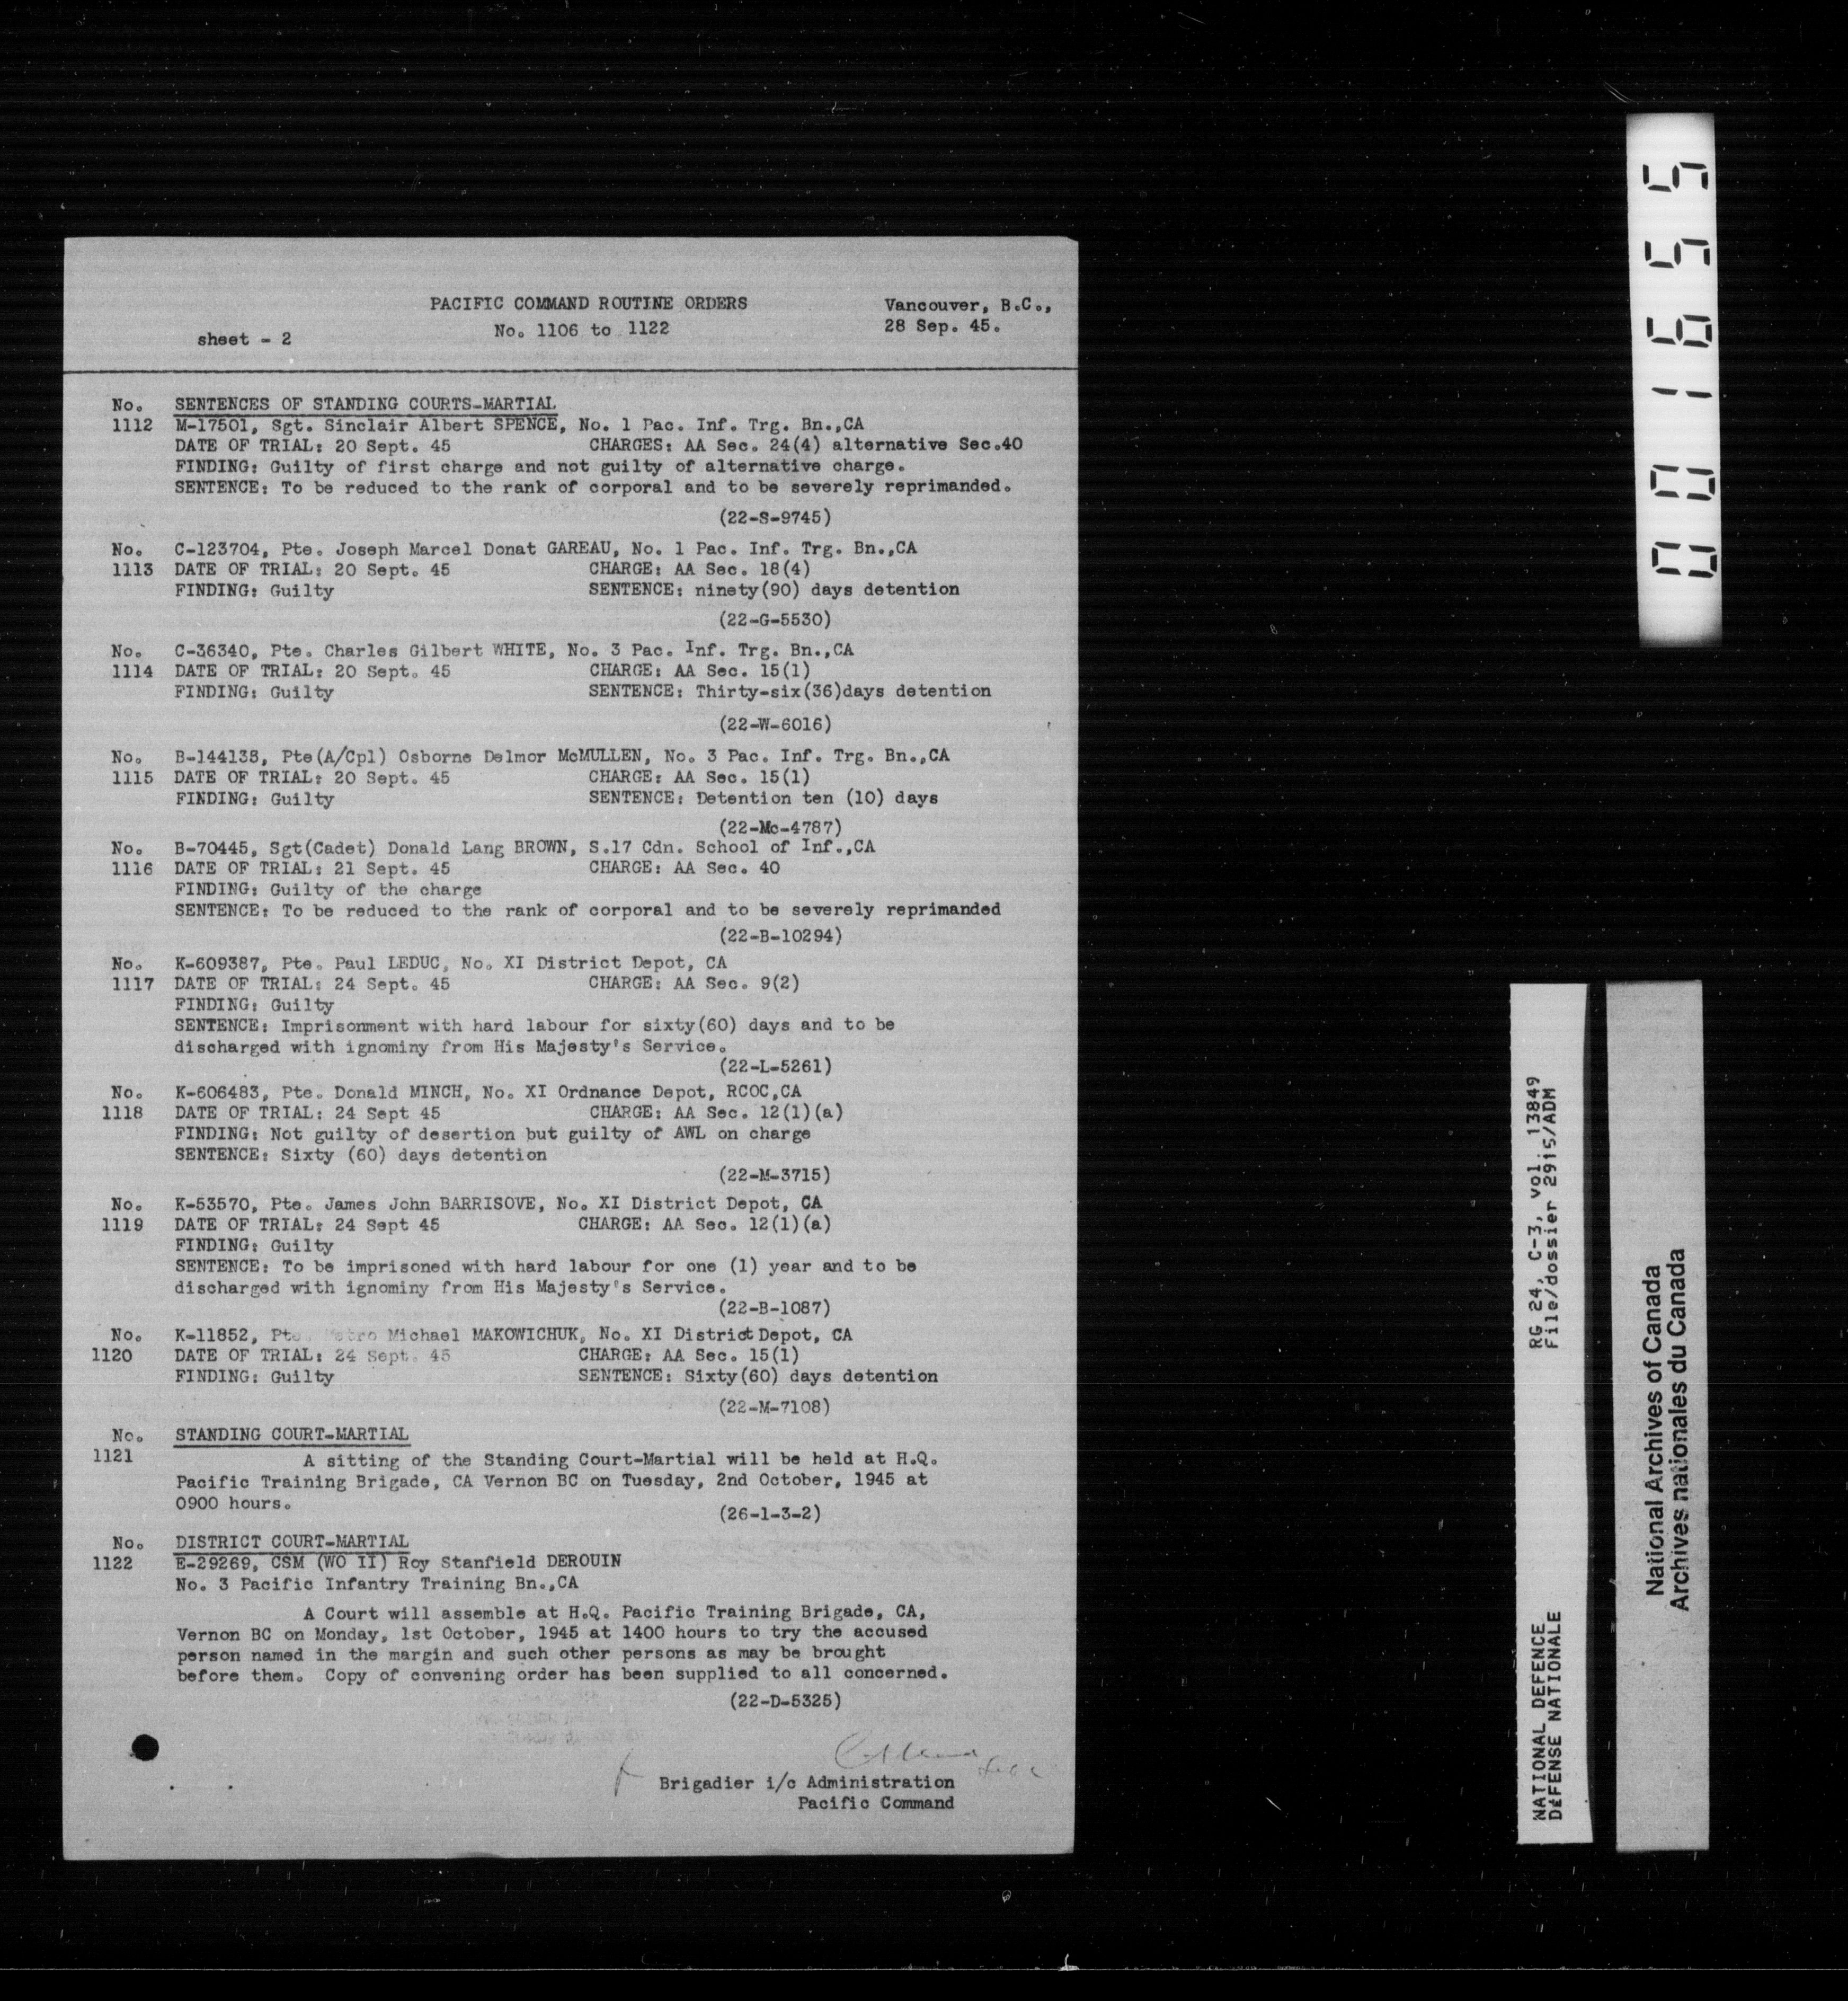 PACIFIC COMMAND ROUTINE ORDERS
No. 1106 to 1122
Vancouver, B.C.,
28 Sep. 45.
sheet - 2
No. SENTENCES OF STANDING COURTS-MARTIAL
1112 M-17501, Sgt. Sinclair Albert SPENCE, No. 1 Pac. Inf. Trg. Bn.,CA
DATE OF TRIAL: 20 Sept. 45 CHARGES: AA Sec. 24(4) alternative Sec.40
FINDING: Guilty of first charge and not guilty of alternative charge.
SENTENCE: To be reduced to the rank of corporal and to be severely reprimanded.
(22-S-9745)
No. C-123704, Pte. Joseph Marcel Donat GAREAU, No. 1 Pac. Inf. Trg. Bn.,CA
1113 DATE OF TRIAL: 20 Sept. 45 CHARGE: AA Sec. 18(4)
FINDING: Guilty SENTENCE: ninety(90) days detention
(22-G-5530)
No. C-36340, Pte. Charles Gilbert WHITE, No. 3 Pac. Inf. Trg. Bn.,CA
1114 DATE OF TRIAL: 20 Sept. 45 CHARGE: AA Sec. 15(1)
FINDING: Guilty SENTENCE: Thirty-six(36)days detention
(22-W-6016)
No. B-144138, Pte(A/Cpl) Osborne Delmor McMULLEN, No. 3 Pac. Inf. Trg. Bn.,CA
1115 DATE OF TRIAL: 20 Sept. 45 CHARGE: AA Sec. 15(1)
FINDING: Guilty SENTENCE: Detention ten (10) days
(22-Mc-4787)
No. B-70445, Sgt(Cadet) Donald Lang BROWN, S.17 Cdn. School of Inf.,CA
1116 DATE OF TRIAL: 21 Sept. 45 CHARGE: AA Sec. 40
FINDING: Guilty of the charge
SENTENCE: To be reduced to the rank of corporal and to be severely reprimanded
(22-B-10294)
No. K-609387, Pte. Paul LEDUC, No. XI District Depot, CA
1117 DATE OF TRIAL: 24 Sept. 45 CHARGE: AA Sec. 9(2)
FINDING: Guilty
SENTENCE: Imprisonment with hard labour for sixty(60) days and to be
discharged with ignominy from His Majesty's Service.
(22-L-5261)
No. K-606483, Pte. Donald MINCH, No. XI Ordnance Depot, RCOC,CA
1118 DATE OF TRIAL: 24 Sept 45 CHARGE: AA Sec. 12(1)(a)
FINDING: Not guilty of desertion but guilty of AWL on charge
SENTENCE: Sixty (60) days detention
(22-M-3715)
No. K-53570, Pte. James John BARRISOVE, No. XI District Depot, CA
1119 DATE OF TRIAL: 24 Sept 45 CHARGE: AA Sec. 12(1)(a)
FINDING: Guilty
SENTENCE: To be imprisoned with hard labour for one (1) year and to be
discharged with ignominy from His Majesty's Service.
(22-B-1087)
No. K-11852, Pte. Michael MAKOWICHUK, No. XI District Depot, CA
1120 DATE OF TRIAL: 24 Sept. 45 CHARGE: AA Sec. 15(1)
FINDING: Guilty SENTENCE: Sixty(60) days detention
(22-M-7108)
No. STANDING COURT-MARTIAL
1121 A sitting of the Standing Court-Martial will be held at H.Q.
Pacific Training Brigade, CA Vernon BC on Tuesday, 2nd October, 1945 at
0900 hours.
(26-1-3-2)
No. DISTRICT COURT-MARTIAL
1122 E-29269, CSM (WO II) Roy Stanfield DEROUIN
No. 3 Pacific Infantry Training Bn.,CA
A Court will assemble at H.Q. Pacific Training Brigade, CA,
Vernon BC on Monday, 1st October, 1945 at 1400 hours to try the accused
person named in the margin and such other persons as may be brought
before them. Copy of convening order has been supplied to all concerned.
(22-D-5325)
Brigadier i/c Administration
Pacific Command
001655
RG 24, C-3, vol. 13849
File/dossier 2915/ADM
NATIONAL DEFENCE
DÉFENSE NATIONALE
National Archives of Canada
Archives nationales du Canada